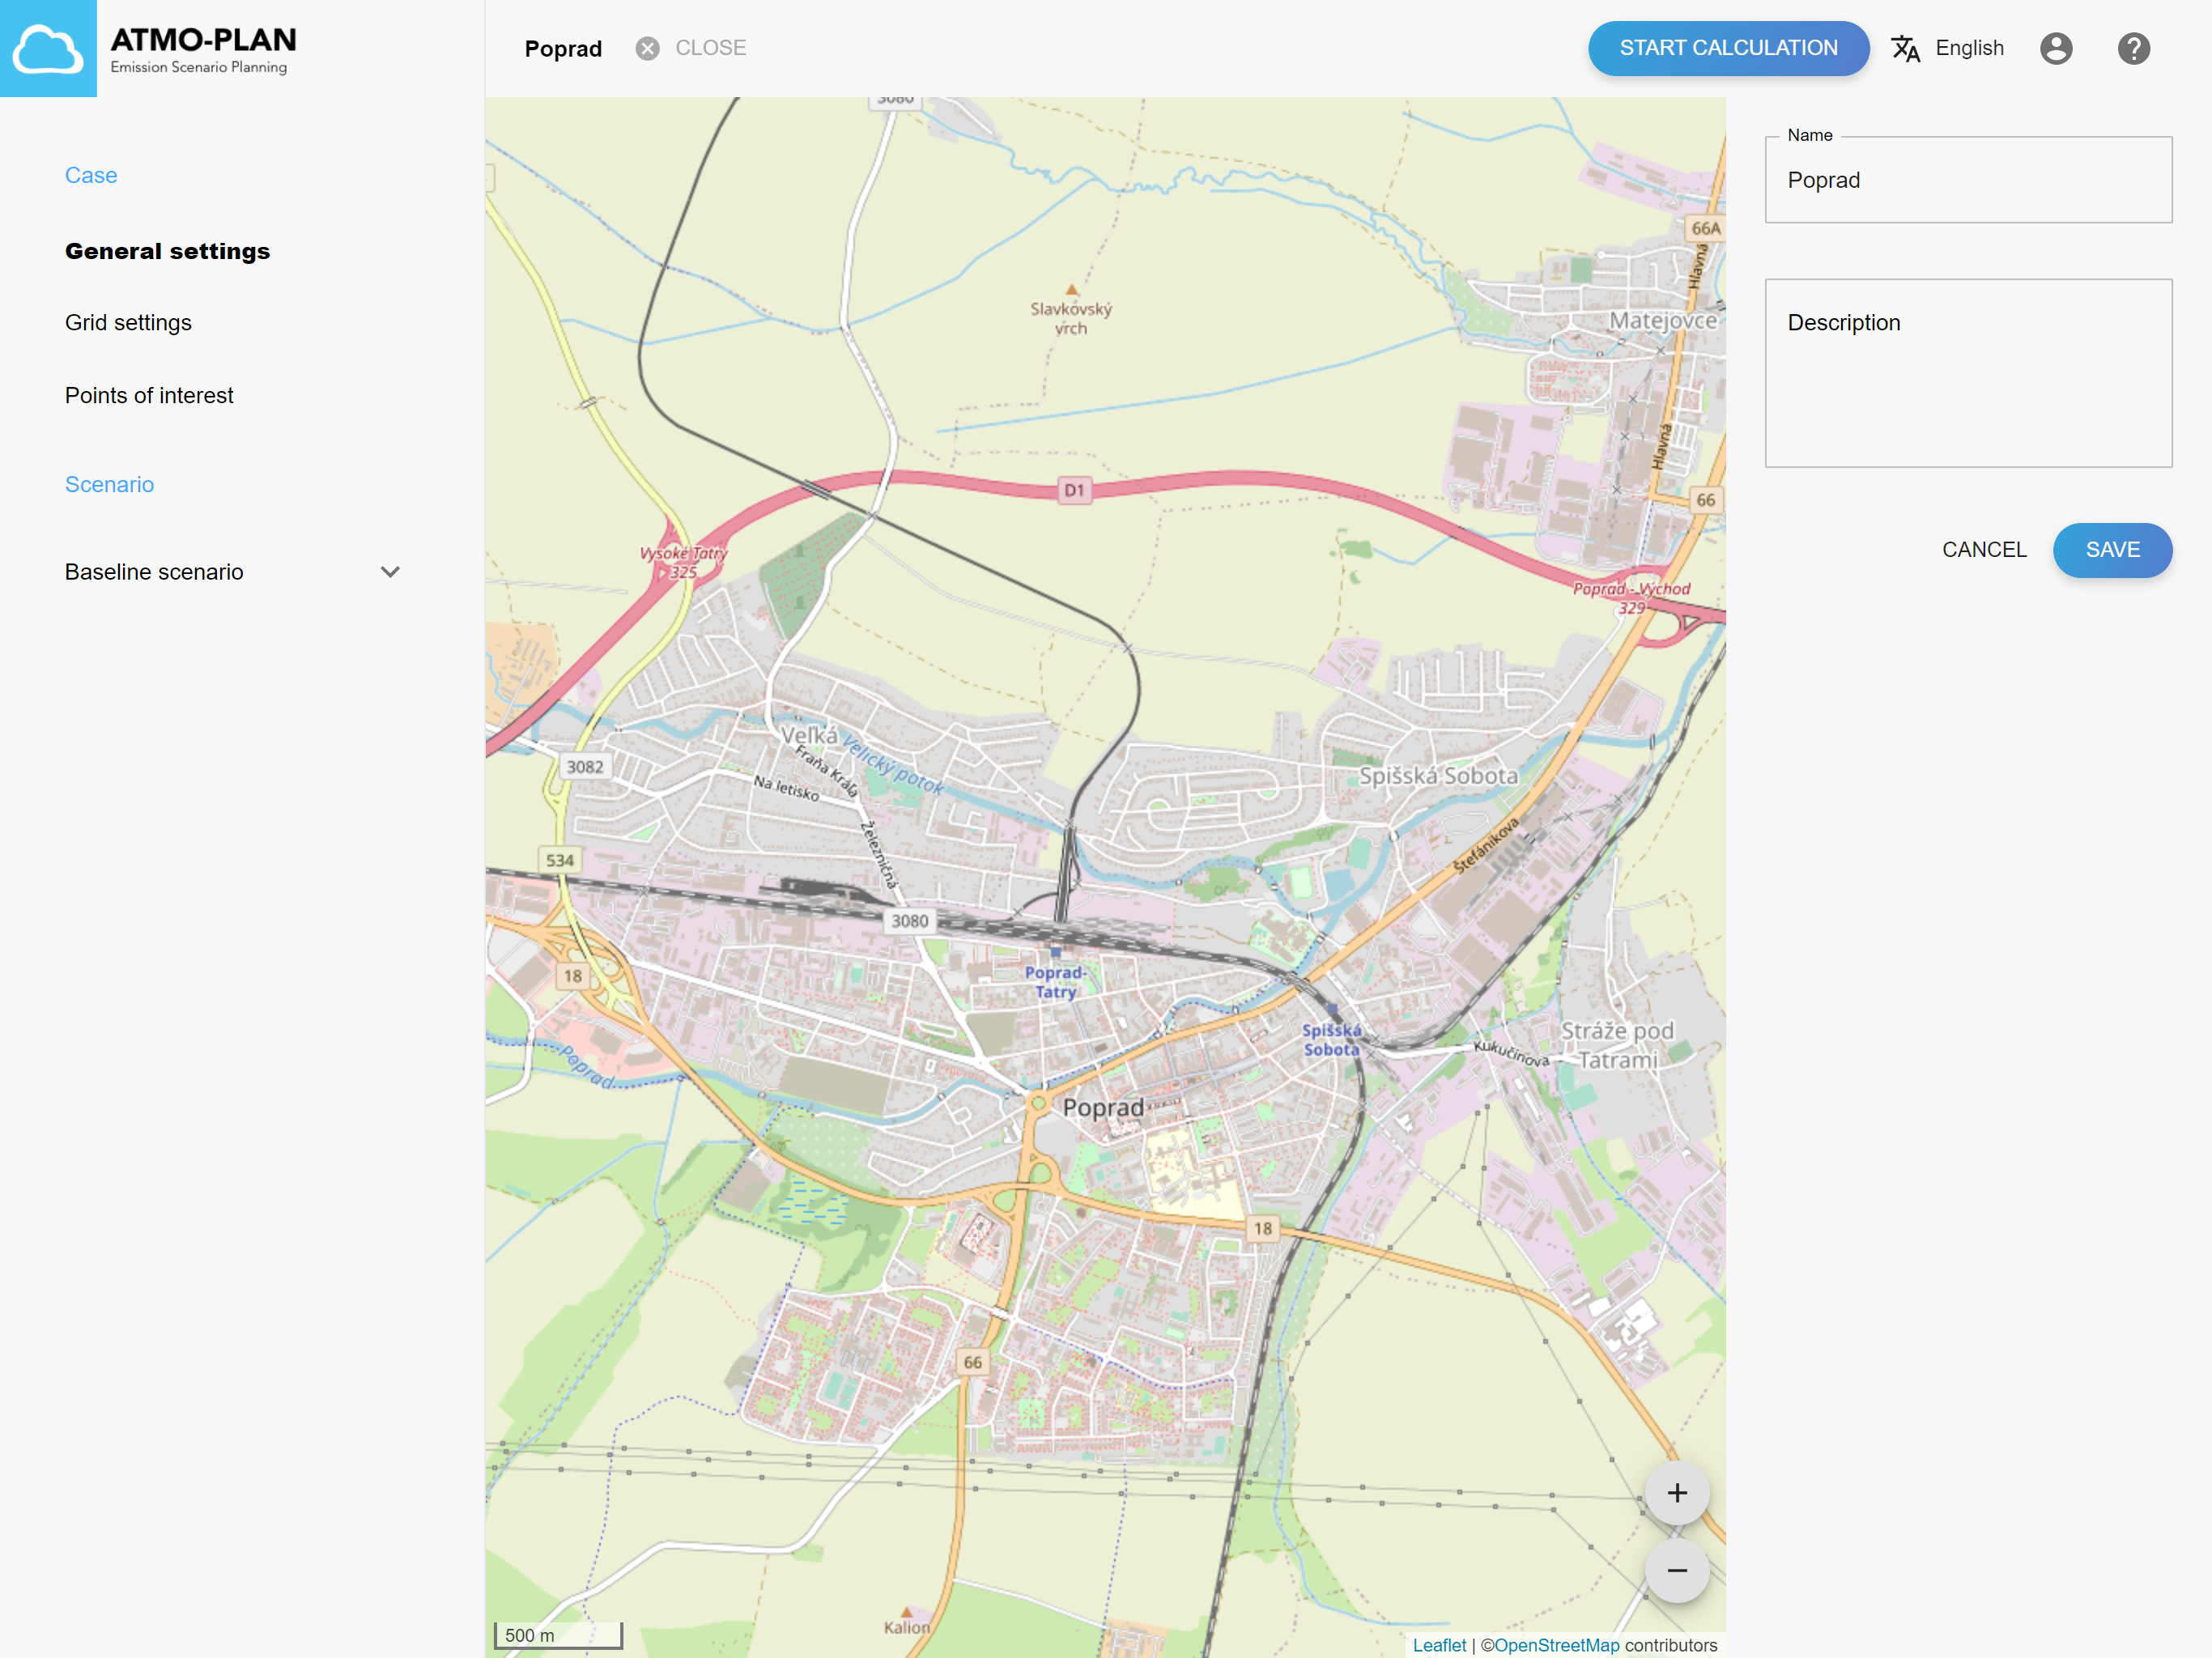 ATMO-PLAN
Emission Scenario Planning
Poprad
CLOSE
START CALCULATION
English
Case
General settings
Grid settings
Points of interest
Scenario
Baseline scenario
3080
66A
Hlavná
Slavkovský
vrch
Matejovce
Hlavná
D1
66
Vysoké Tatry
325
Poprad - Východ
329
Veľká
Velický potok
Fraňa Kráľa
3082
Na letisko
Spišská Sobota
Železničná
Štefánikova
534
3080
18
Poprad-
Tatry
Spišská
Sobota
Stráže pod
Tatrami
Kukučínova
Poprad
Poprad
18
66
Kalion
500 m
+
−
Leaflet | ©OpenStreetMap contributors
Name
Poprad
Description
CANCEL
SAVE